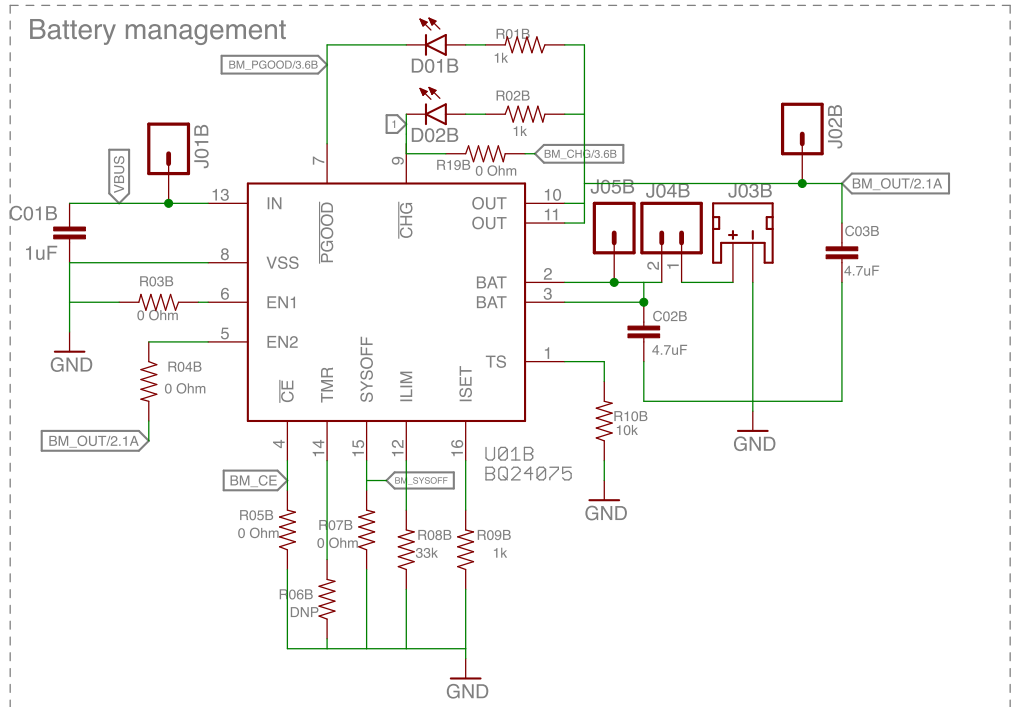 Battery management
BM_PGOOD/3.6B
D01B
R01B
1k
1
D02B
R02B
1k
R19B
0 Ohm
BM_CHG/3.6B
J01B
J02B
VBUS
C01B
1uF
7
9
13
8
6
5
IN
VSS
EN1
EN2
PGOOD
CHG
OUT
OUT
BAT
BAT
TS
10
11
2
3
1
J05B
J04B
J03B
+
-
2
1
BM_OUT/2.1A
C03B
4.7uF
C02B
4.7uF
R03B
0 Ohm
GND
R04B
0 Ohm
BM_OUT/2.1A
CE
TMR
SYSOFF
ILIM
ISET
4
14
15
12
16
U01B
BQ24075
R10B
10k
GND
GND
BM_CE
BM_SYSOFF
R05B
0 Ohm
R07B
0 Ohm
R08B
33k
R09B
1k
R06B
DNP
GND